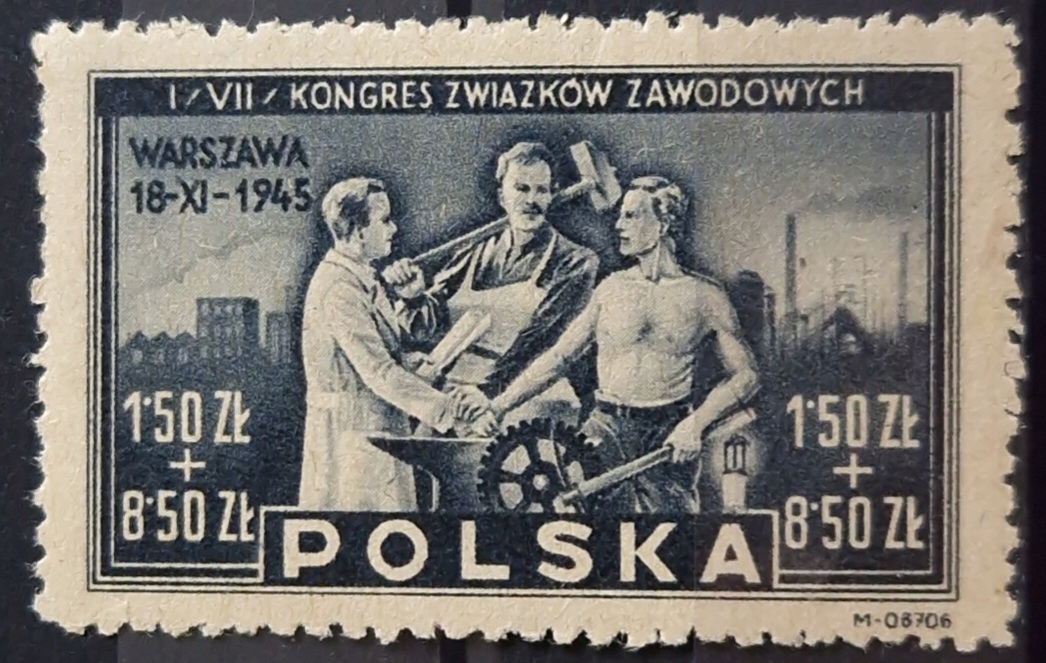 I/VII/KONGRES ZWIAZKÓW ZAWODOWYCH
WARSZAWA
18-XI-1945
1·50 ZŁ
+
8·50 ZŁ
1·50 ZŁ
+
8·50 ZŁ
POLSKA
M-08706